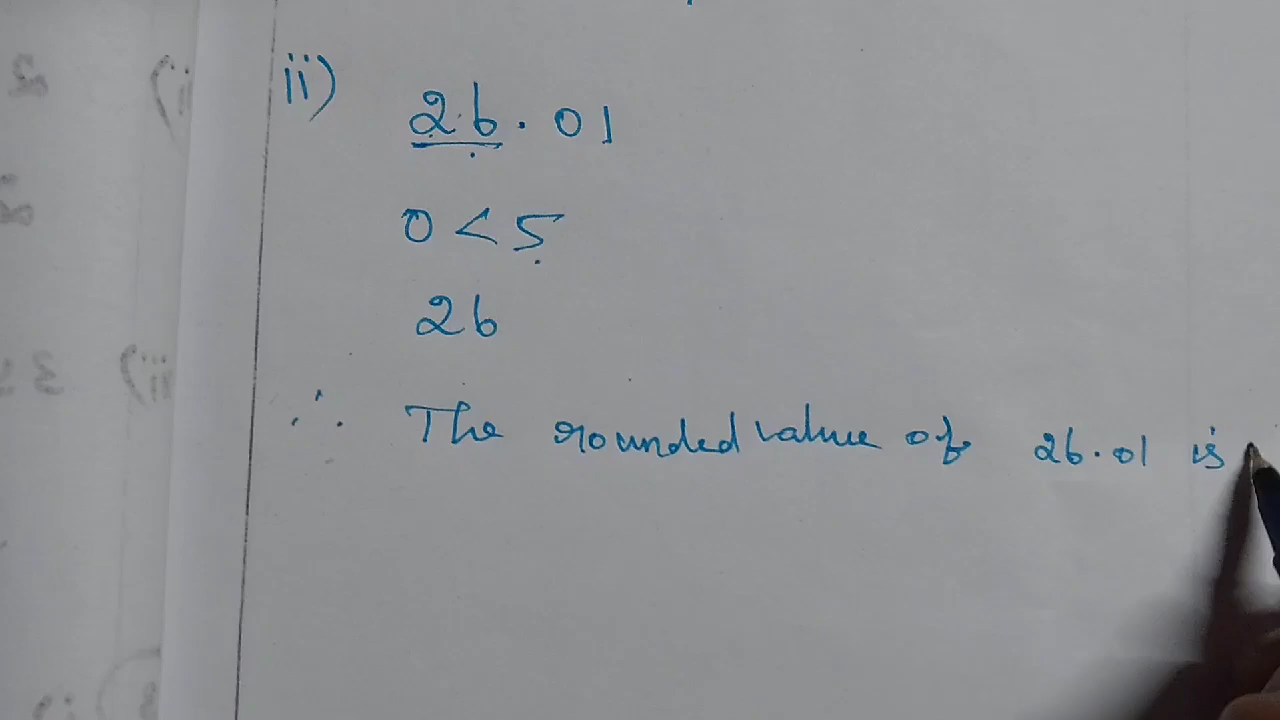 ii) 26.01
0 < 5
26
∴ The rounded value of 26.01 is